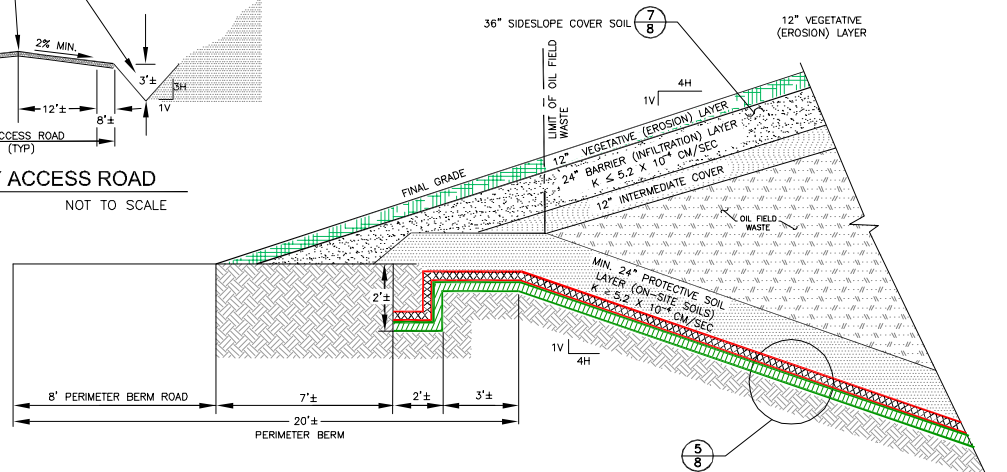 2% MIN.
3'±
3H
1V
12'±
8'±
ACCESS ROAD
(TYP)
ACCESS ROAD
NOT TO SCALE
36" SIDESLOPE COVER SOIL
7
8
12" VEGETATIVE
(EROSION) LAYER
LIMIT OF OIL FIELD
WASTE
4H
1V
FINAL GRADE
12" VEGETATIVE (EROSION) LAYER
24" BARRIER (INFILTRATION) LAYER
K ≤ 5.2 X 10⁻⁴ CM/SEC
12" INTERMEDIATE COVER
OIL FIELD
WASTE
MIN. 24" PROTECTIVE SOIL
LAYER (ON-SITE SOILS)
K ≥ 5.2 X 10⁻⁴ CM/SEC
2'±
1V
4H
8' PERIMETER BERM ROAD
7'±
2'±
3'±
20'±
PERIMETER BERM
5
8